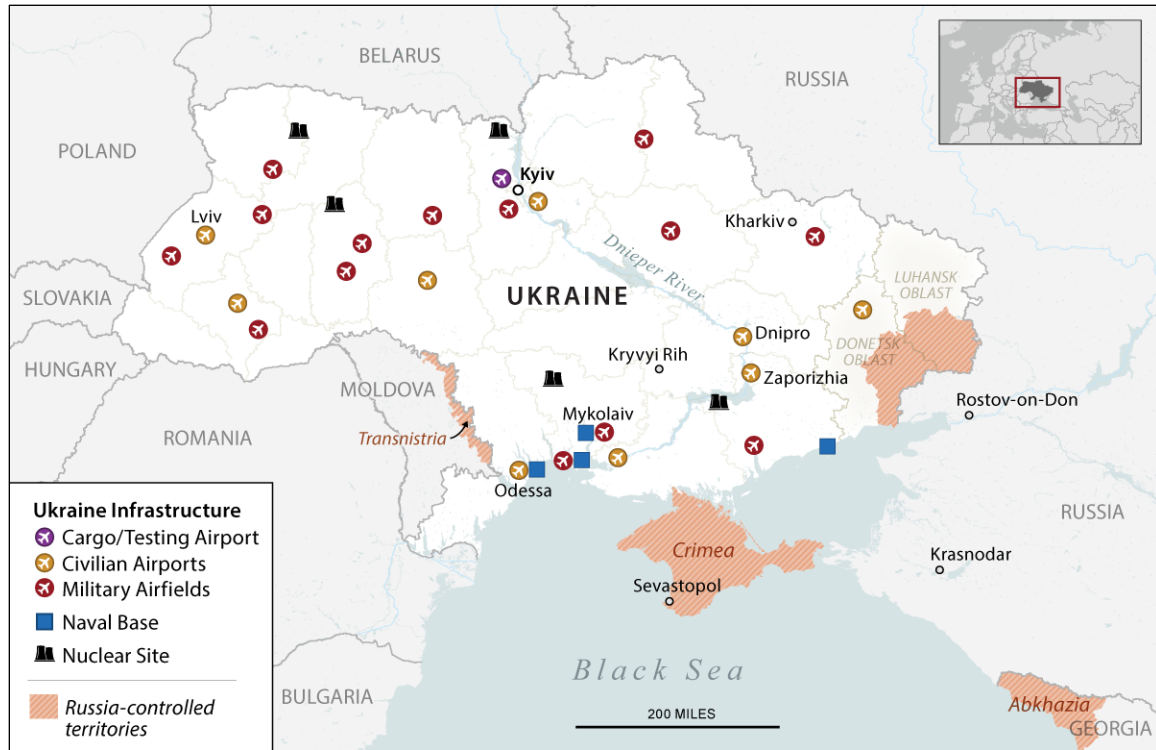 BELARUS
RUSSIA
POLAND
Kyiv
Lviv
Kharkiv
Dnieper River
SLOVAKIA
LUHANSK
OBLAST
UKRAINE
Dnipro
DONETSK
OBLAST
HUNGARY
Kryvyi Rih
MOLDOVA
Zaporizhia
Rostov-on-Don
Mykolaiv
ROMANIA
Transnistria
Odessa
Ukraine Infrastructure
Cargo/Testing Airport
Civilian Airports
Military Airfields
Naval Base
Nuclear Site
Russia-controlled
territories
RUSSIA
Crimea
Krasnodar
Sevastopol
Black Sea
BULGARIA
200 MILES
Abkhazia
GEORGIA